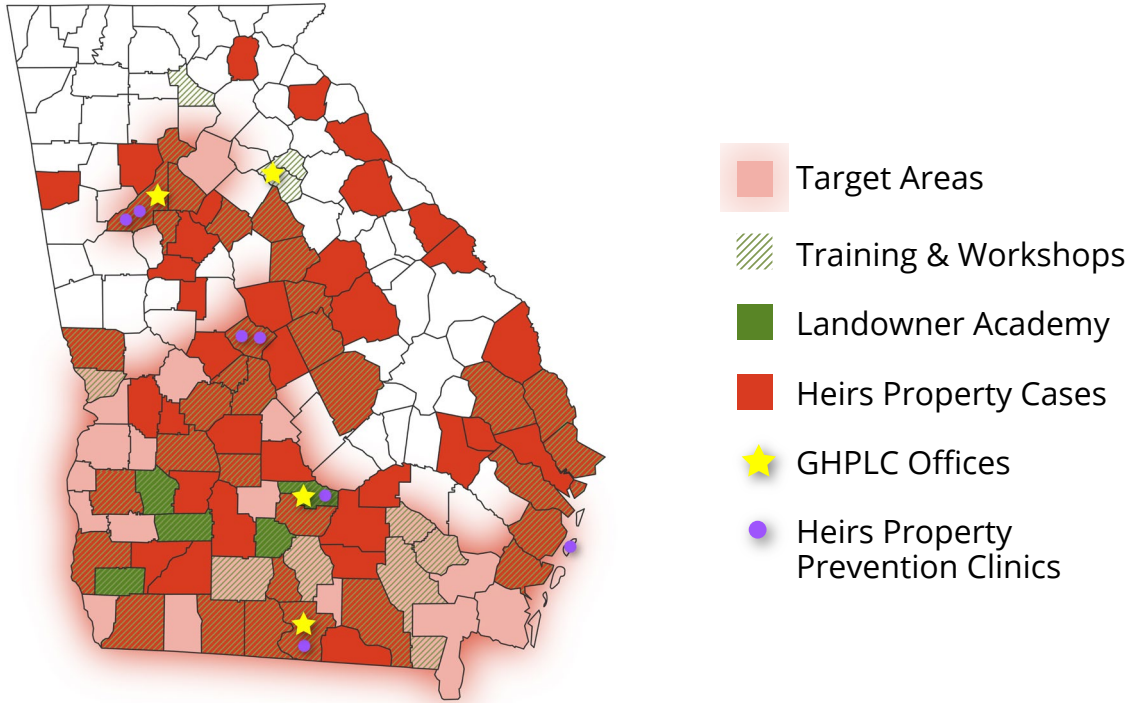 Target Areas
Training & Workshops
Landowner Academy
Heirs Property Cases
GHPLC Offices
Heirs Property
Prevention Clinics